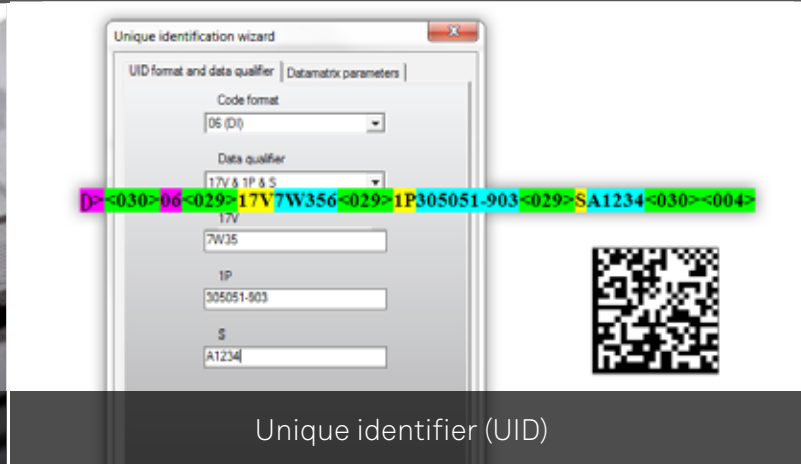 Unique identification wizard
x
UID format and data qualifier
Datamatrix parameters
Code format
06 (DI)
Data qualifier
17V & 1P & S
)><030>06<029>17V7W356<029>1P305051-903<029>SA1234<030><004>
17V
7W35
1P
305051-903
S
A1234
Unique identifier (UID)